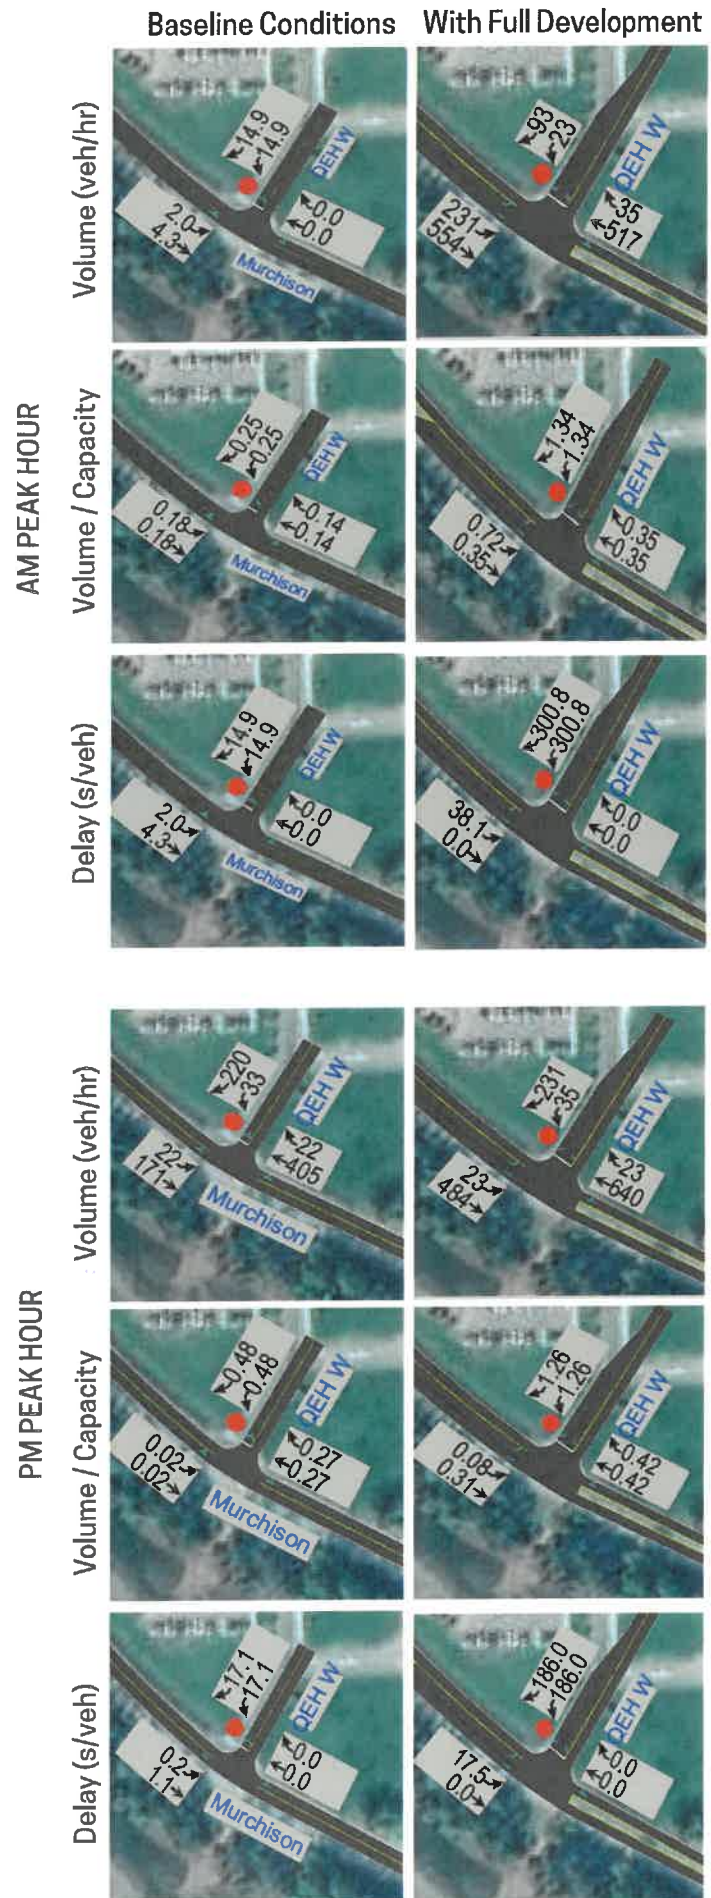 Baseline Conditions With Full Development
AM PEAK HOUR
Volume (veh/hr)
14.9
14.9
QEH W
0.0
0.0
2.0
4.3
Murchison
93
23
QEH W
35
517
231
554
Volume / Capacity
0.25
0.25
QEH W
0.14
0.14
0.18
0.18
Murchison
1.34
1.34
QEH W
0.35
0.35
0.72
0.35
Delay (s/veh)
14.9
14.9
QEH W
0.0
0.0
2.0
4.3
Murchison
300.8
300.8
QEH W
0.0
0.0
38.1
0.0
PM PEAK HOUR
Volume (veh/hr)
220
33
QEH W
22
405
22
171
Murchison
231
35
QEH W
23
640
23
484
Volume / Capacity
0.48
0.48
QEH W
0.27
0.27
0.02
0.02
Murchison
1.26
1.26
QEH W
0.42
0.42
0.08
0.31
Delay (s/veh)
17.1
17.1
QEH W
0.0
0.0
0.2
1.1
Murchison
186.0
186.0
QEH W
0.0
0.0
17.5
0.0